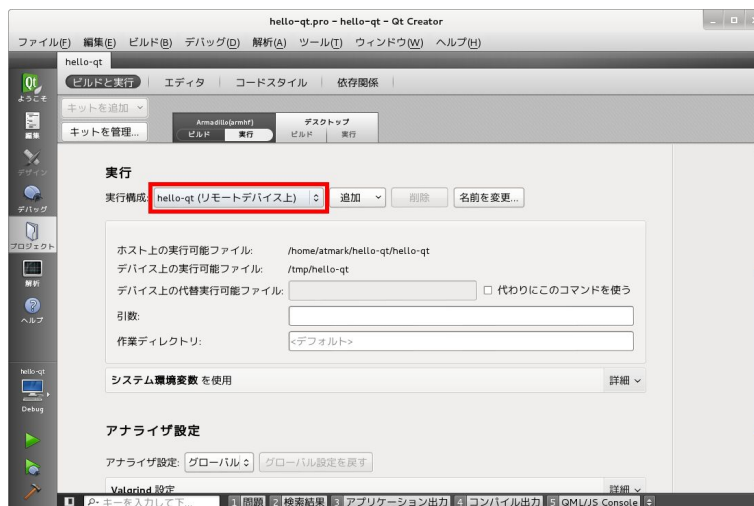 hello-qt.pro - hello-qt - Qt Creator
ファイル(F) 編集(E) ビルド(B) デバッグ(D) 解析(A) ツール(T) ウィンドウ(W) ヘルプ(H)
hello-qt
Qt
ようこそ
ビルドと実行 エディタ コードスタイル 依存関係
キットを追加
キットを管理...
Armadillo(armhf) デスクトップ
ビルド 実行 ビルド 実行
編集
デザイン
デバッグ
プロジェクト
解析
ヘルプ
hello-qt
Debug
実行
実行構成: hello-qt (リモートデバイス上) 追加 削除 名前を変更...
ホスト上の実行可能ファイル: /home/atmark/hello-qt/hello-qt
デバイス上の実行可能ファイル: /tmp/hello-qt
デバイス上の代替実行可能ファイル: 代わりにこのコマンドを使う
引数:
作業ディレクトリ: <デフォルト>
システム環境変数 を使用 詳細
アナライザ設定
アナライザ設定: グローバル グローバル設定を戻す
Valgrind 設定 詳細
キーを入力して下... 1 問題 2 検索結果 3 アプリケーション出力 4 コンパイル出力 5 QML/JS Console